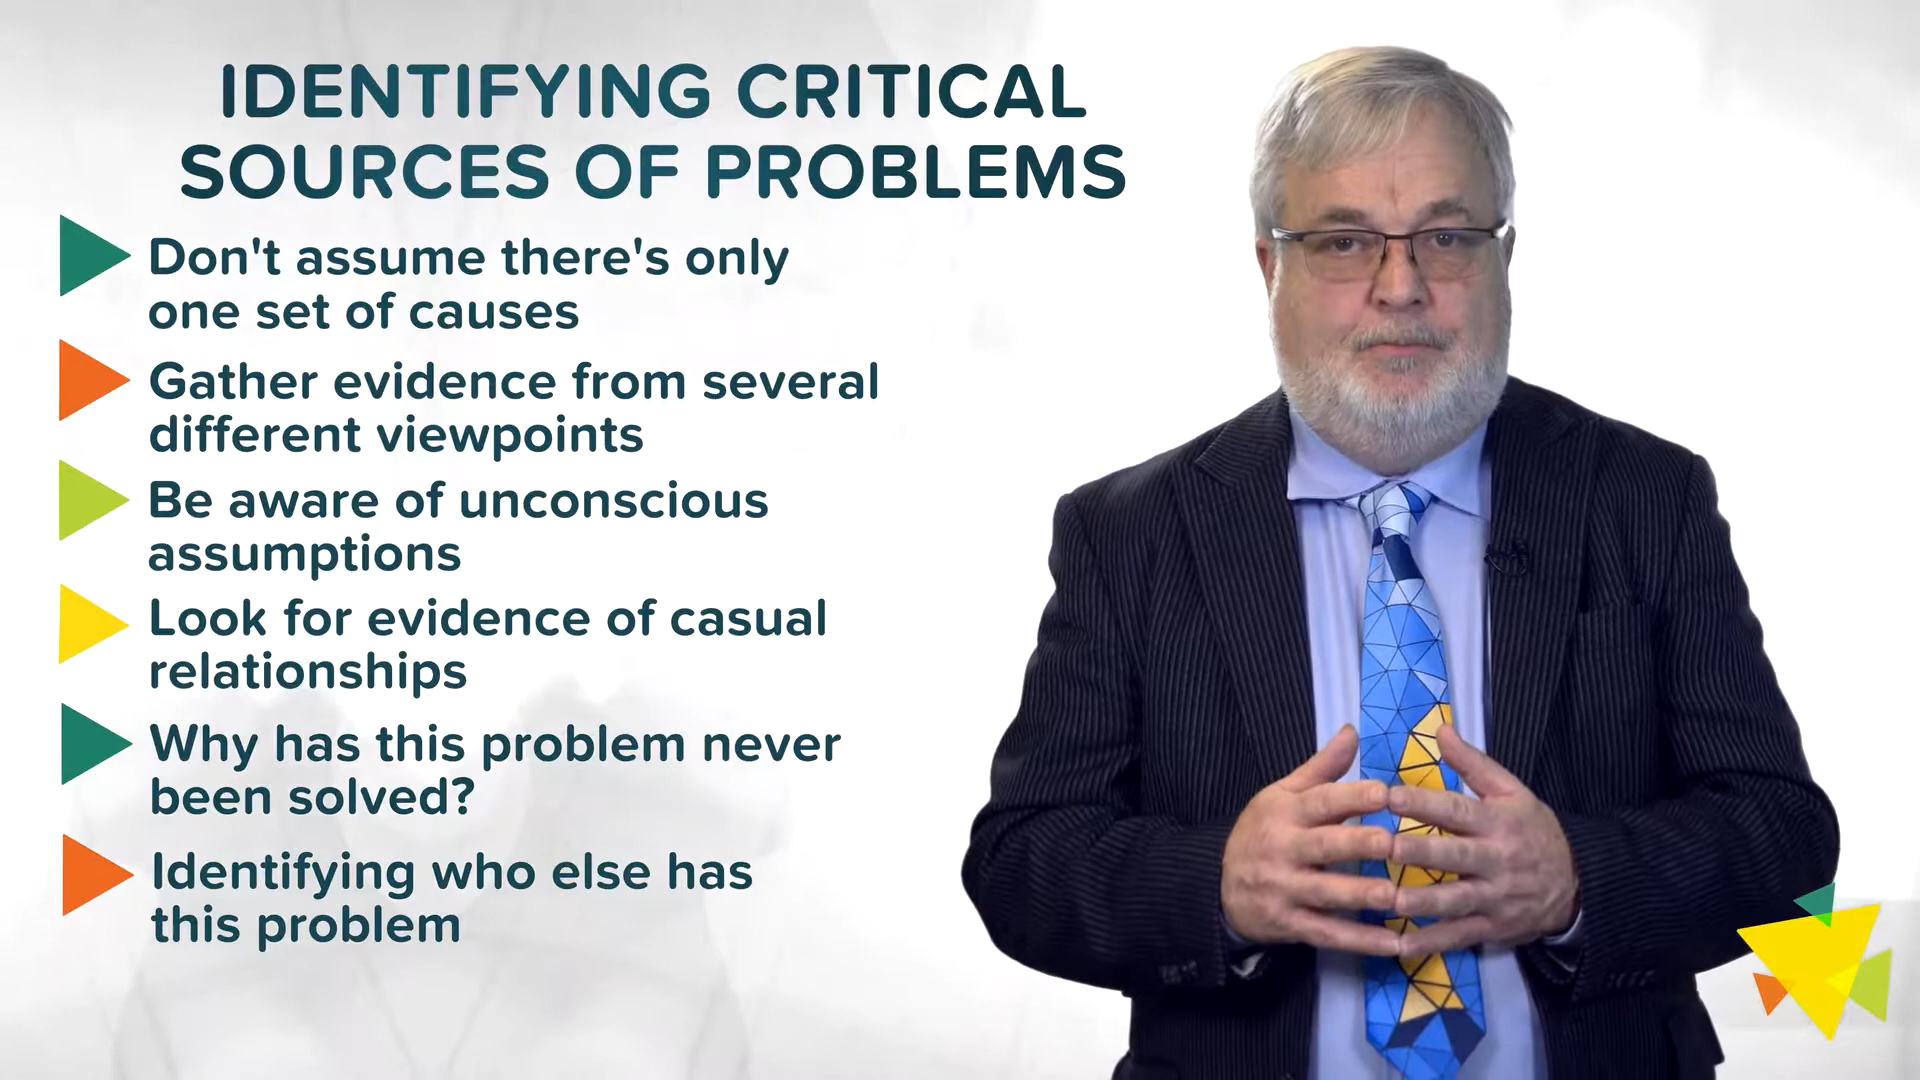 IDENTIFYING CRITICAL
SOURCES OF PROBLEMS
Don't assume there's only
one set of causes
Gather evidence from several
different viewpoints
Be aware of unconscious
assumptions
Look for evidence of casual
relationships
Why has this problem never
been solved?
Identifying who else has
this problem